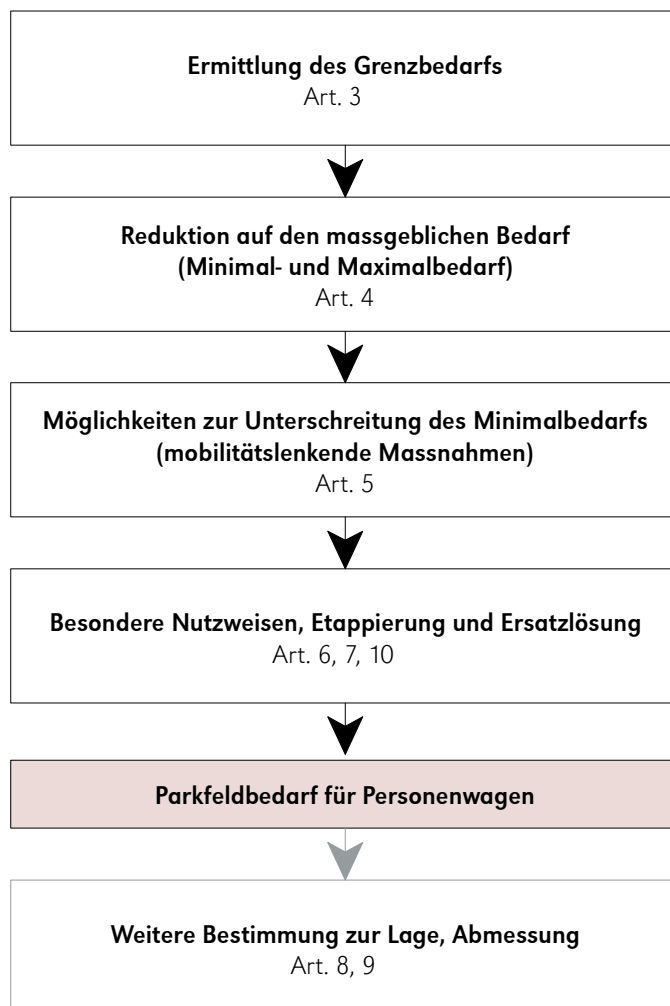 Ermittlung des Grenzbedarfs
Art. 3
Reduktion auf den massgeblichen Bedarf
(Minimal- und Maximalbedarf)
Art. 4
Möglichkeiten zur Unterschreitung des Minimalbedarfs
(mobilitätslenkende Massnahmen)
Art. 5
Besondere Nutzweisen, Etappierung und Ersatzlösung
Art. 6, 7, 10
Parkfeldbedarf für Personenwagen
Weitere Bestimmung zur Lage, Abmessung
Art. 8, 9